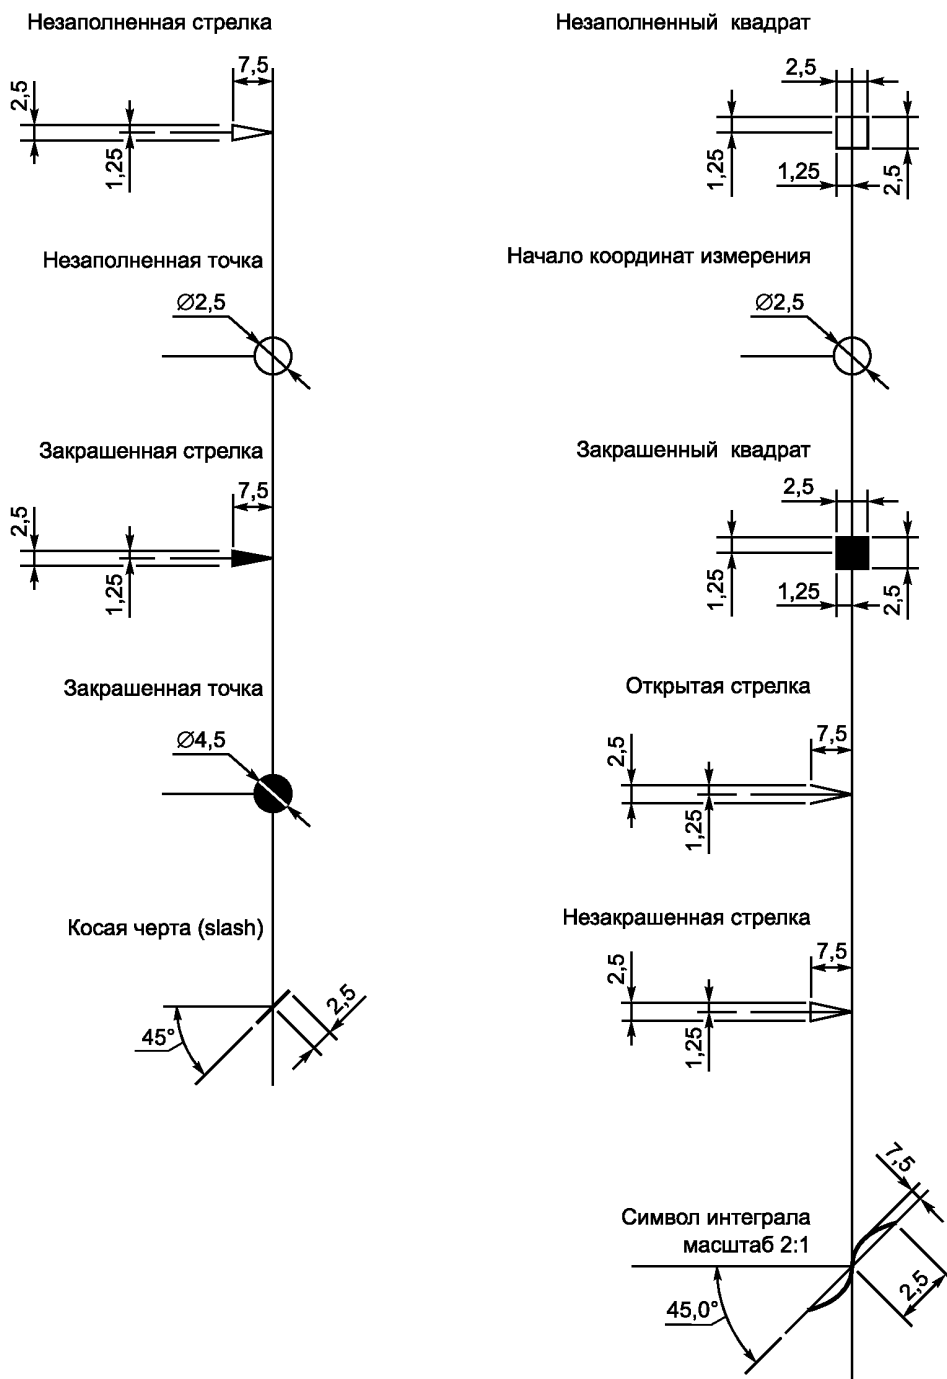 Незаполненная стрелка
7,5
2,5
1,25
Незаполненная точка
∅2,5
Закрашенная стрелка
7,5
2,5
1,25
Закрашенная точка
∅4,5
Косая черта (slash)
2,5
45°
Незаполненный квадрат
2,5
1,25
1,25
2,5
Начало координат измерения
∅2,5
Закрашенный квадрат
2,5
1,25
1,25
2,5
Открытая стрелка
7,5
2,5
1,25
Незакрашенная стрелка
7,5
2,5
1,25
7,5
Символ интеграла
масштаб 2:1
2,5
45,0°